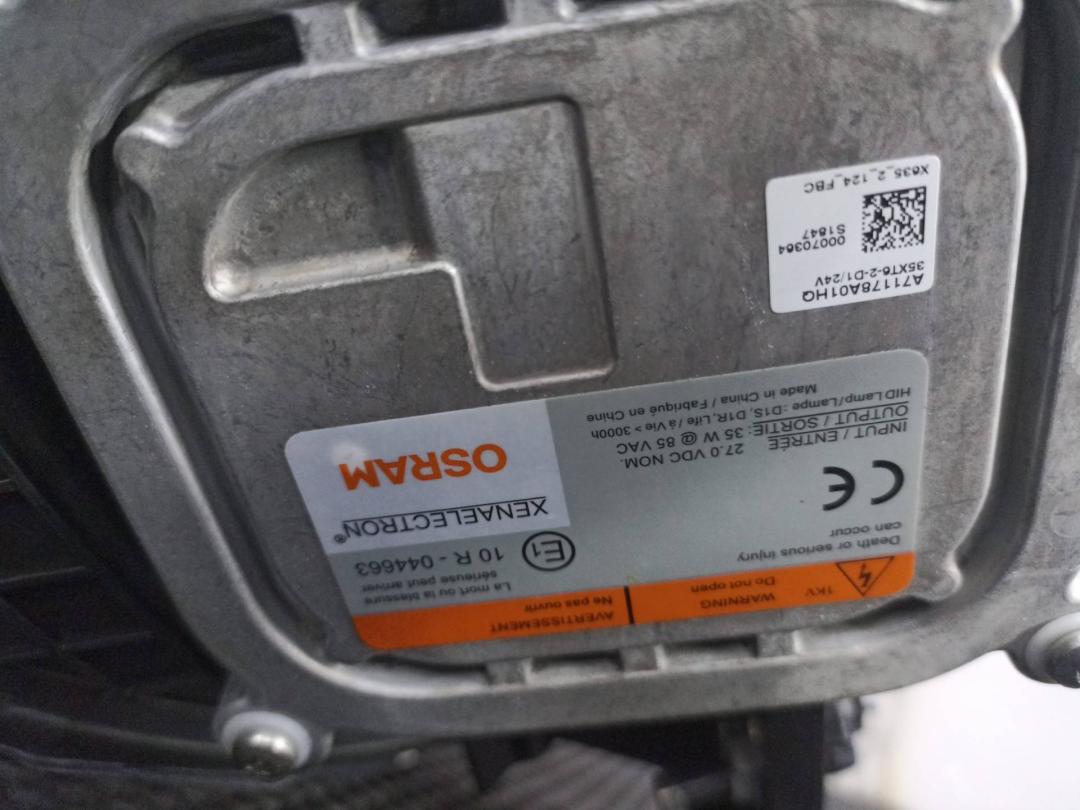 1KV
WARNING
Do not open
AVERTISSEMENT
Ne pas ouvrir
Death or serious injury
can occur
La mort ou la blessure
sérieuse peut arriver
CE
E1
10 R - 044663
XENAELECTRON®
OSRAM
INPUT / ENTRÉE
27.0 VDC NOM.
OUTPUT / SORTIE: 35 W @ 85 VAC
HID Lamp/Lampe : D1S, D1R, Life / à Vie > 3000h
Made in China / Fabriqué en Chine
A71178A01HQ
35XT6-2-D1/24V
00070364
S1847
X635_2_124_FBC